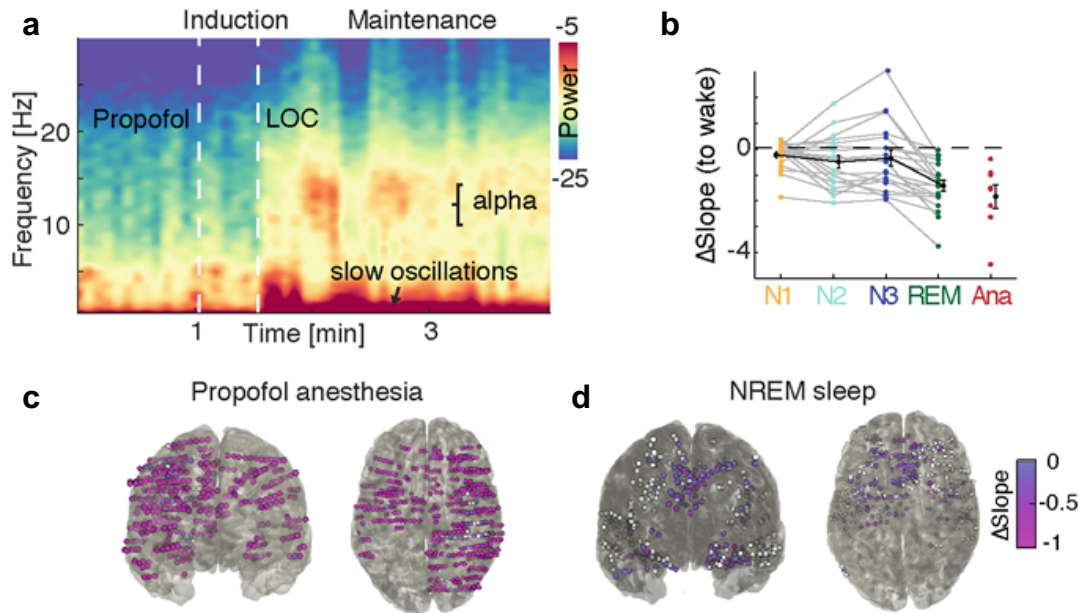 a
Induction
Maintenance
-5
Power
-25
Frequency [Hz]
20
10
Propofol
LOC
alpha
slow oscillations
1
Time [min]
3
b
ΔSlope (to wake)
0
-4
N1
N2
N3
REM
Ana
c
Propofol anesthesia
d
NREM sleep
ΔSlope
0
-0.5
-1